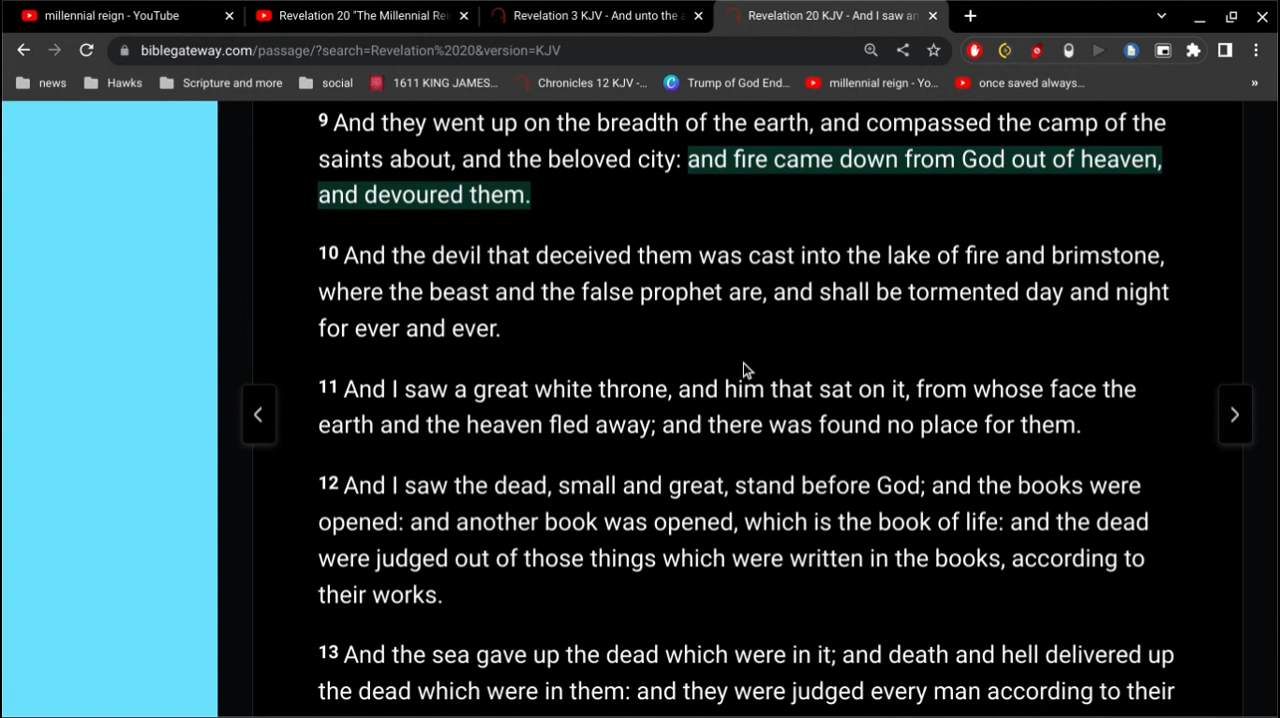 millennial reign - YouTube
Revelation 20 "The Millennial Re
Revelation 3 KJV - And unto the a
Revelation 20 KJV - And I saw an
biblegateway.com/passage/?search=Revelation%2020&version=KJV
news
Hawks
Scripture and more
social
1611 KING JAMES...
Chronicles 12 KJV -...
Trump of God End...
millennial reign - Yo...
once saved always...
»
9 And they went up on the breadth of the earth, and compassed the camp of the
saints about, and the beloved city: and fire came down from God out of heaven,
and devoured them.
10 And the devil that deceived them was cast into the lake of fire and brimstone,
where the beast and the false prophet are, and shall be tormented day and night
for ever and ever.
11 And I saw a great white throne, and him that sat on it, from whose face the
earth and the heaven fled away; and there was found no place for them.
12 And I saw the dead, small and great, stand before God; and the books were
opened: and another book was opened, which is the book of life: and the dead
were judged out of those things which were written in the books, according to
their works.
13 And the sea gave up the dead which were in it; and death and hell delivered up
the dead which were in them: and they were judged every man according to their